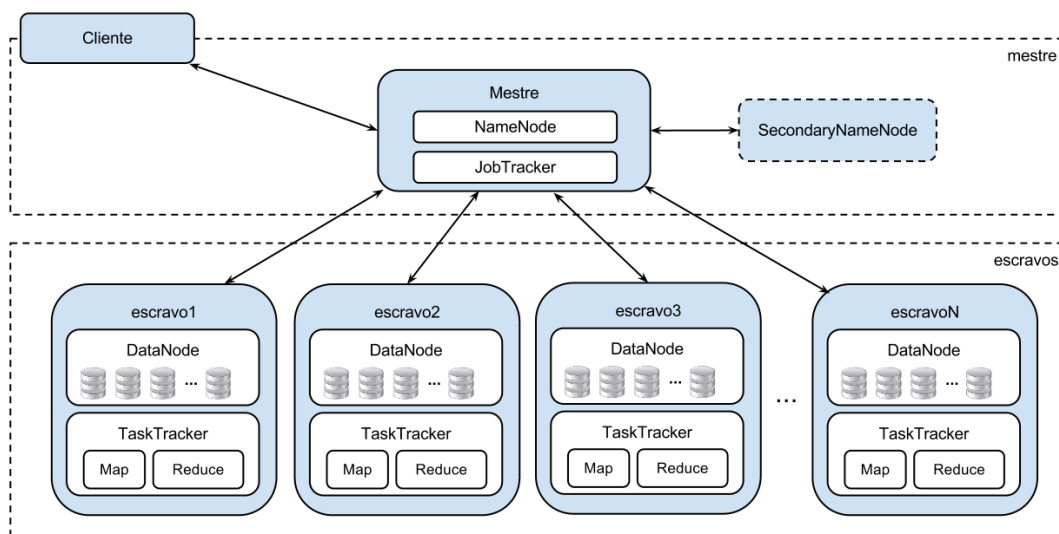 Cliente
mestre
Mestre
NameNode
SecondaryNameNode
JobTracker
escravos
escravo1
escravo2
escravo3
escravoN
DataNode
DataNode
DataNode
DataNode
...
...
...
...
...
TaskTracker
TaskTracker
TaskTracker
TaskTracker
Map
Reduce
Map
Reduce
Map
Reduce
Map
Reduce